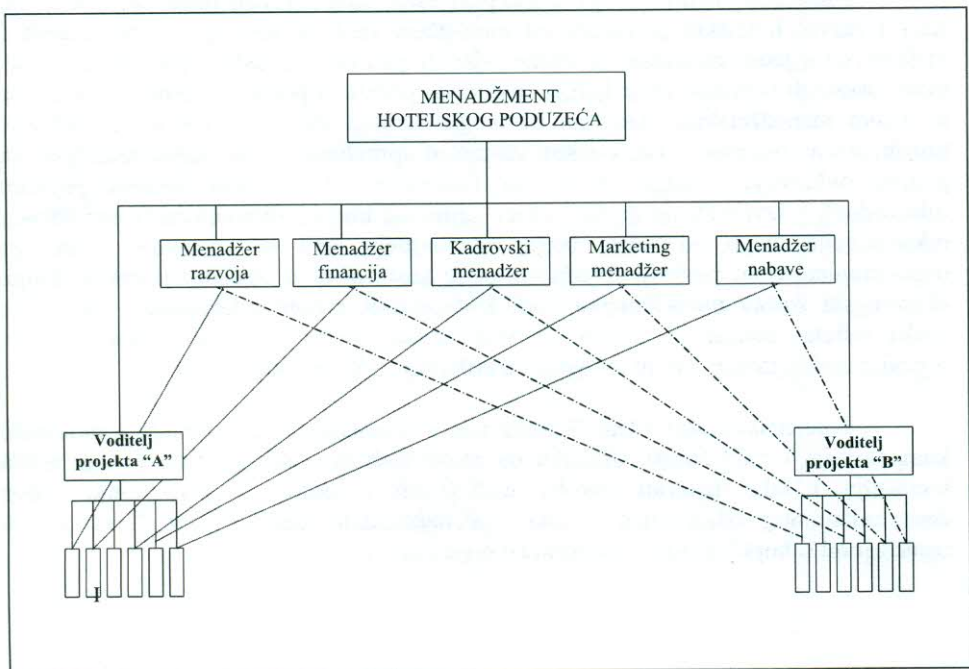 MENADŽMENT
HOTELSKOG PODUZEĆA
Menadžer
razvoja
Menadžer
financija
Kadrovski
menadžer
Marketing
menadžer
Menadžer
nabave
Voditelj
projekta “A”
Voditelj
projekta “B”
I